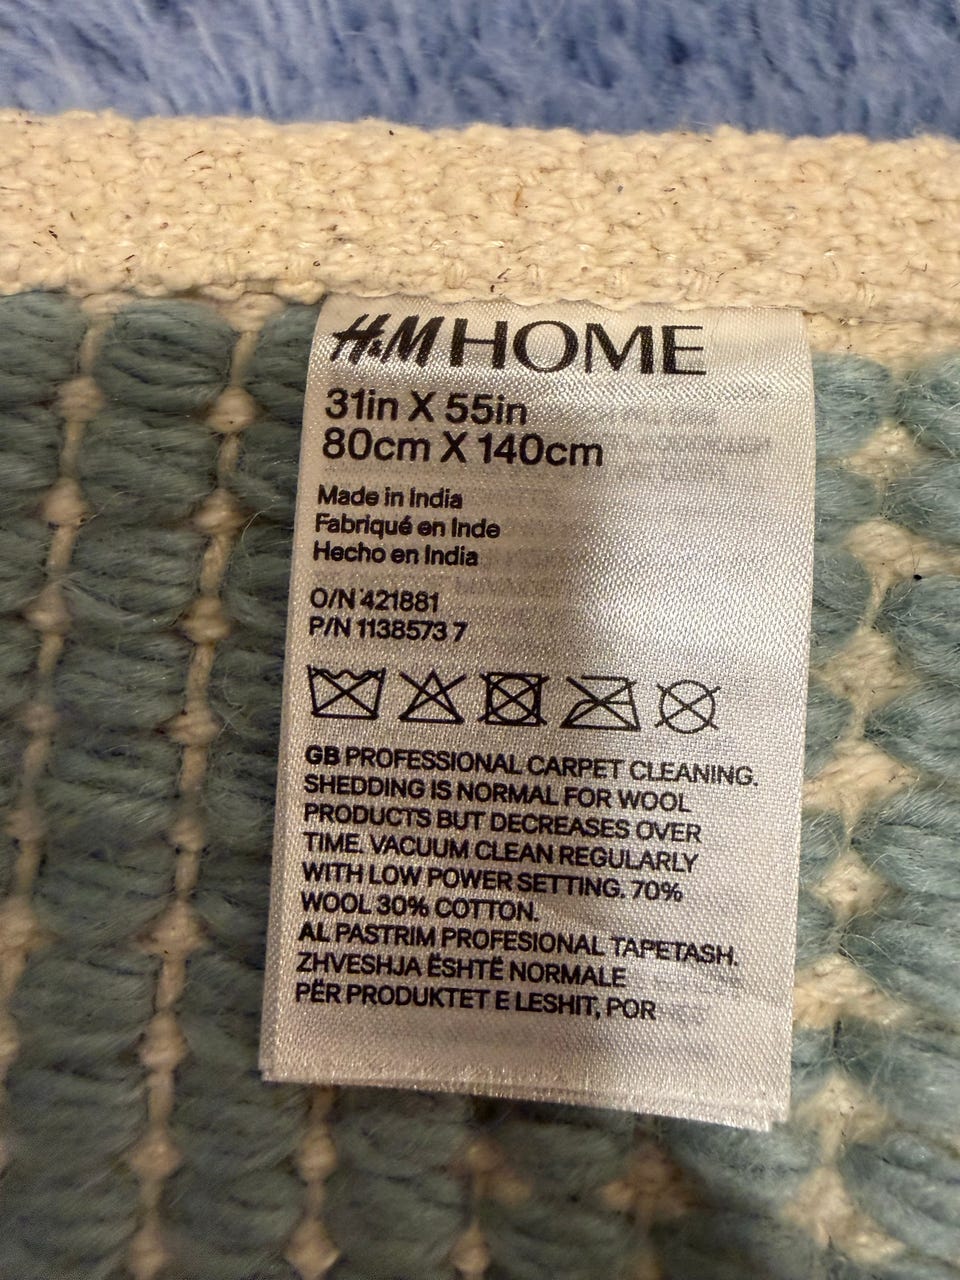 H&M HOME
31in X 55in
80cm X 140cm
Made in India
Fabriqué en Inde
Hecho en India
O/N 421881
P/N 1138573 7
GB PROFESSIONAL CARPET CLEANING.
SHEDDING IS NORMAL FOR WOOL
PRODUCTS BUT DECREASES OVER
TIME. VACUUM CLEAN REGULARLY
WITH LOW POWER SETTING. 70%
WOOL 30% COTTON.
AL PASTRIM PROFESIONAL TAPETASH.
ZHVESHJA ËSHTË NORMALE
PËR PRODUKTET E LESHIT, POR